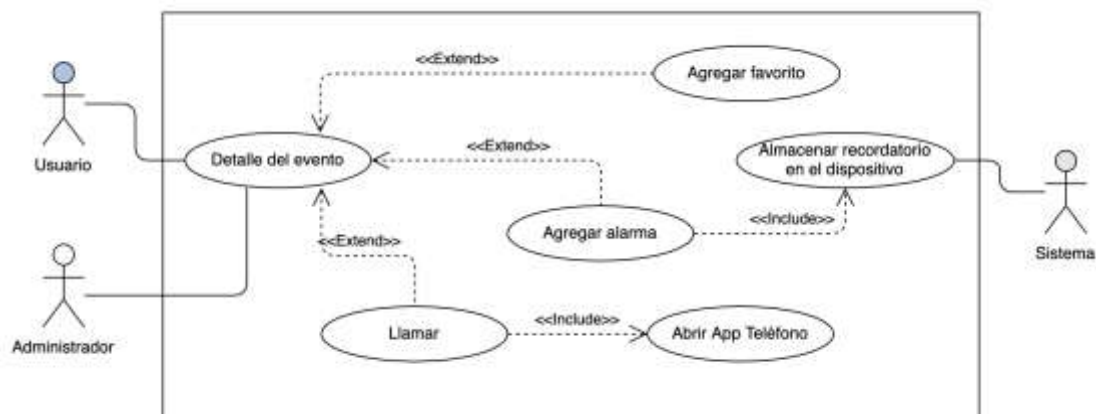 <<Extend>>
Agregar favorito
Usuario
Detalle del evento
<<Extend>>
Almacenar recordatorio
en el dispositivo
<<Include>>
Agregar alarma
Sistema
<<Extend>>
Administrador
Llamar
<<Include>>
Abrir App Teléfono